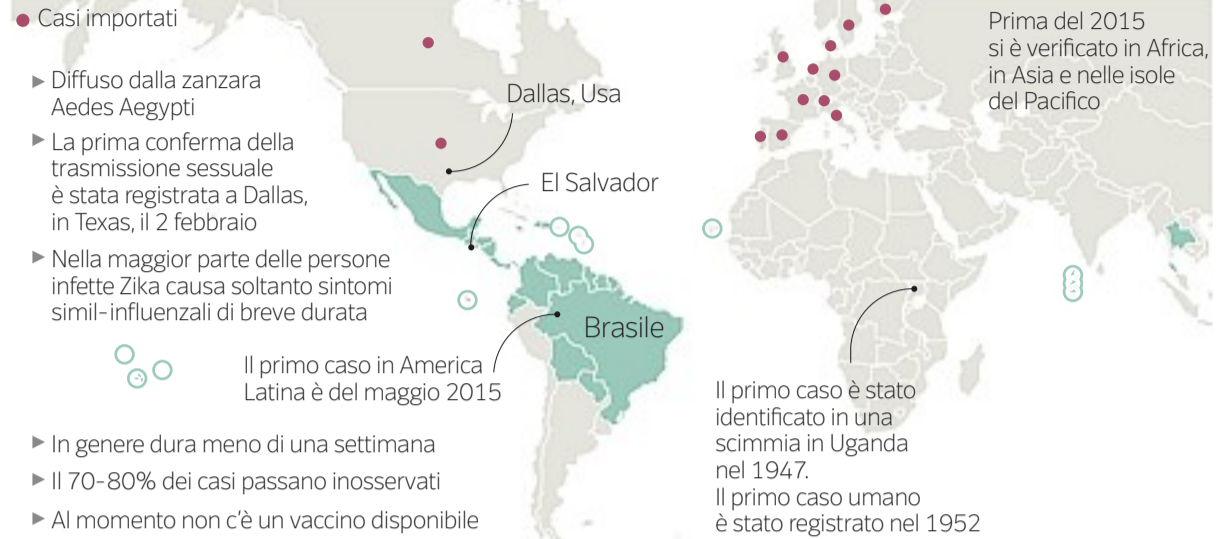 Casi importati
Diffuso dalla zanzara
Aedes Aegypti
La prima conferma della
trasmissione sessuale
è stata registrata a Dallas,
in Texas, il 2 febbraio
Nella maggior parte delle persone
infette Zika causa soltanto sintomi
simil-influenzali di breve durata
Dallas, Usa
El Salvador
Brasile
Il primo caso in America
Latina è del maggio 2015
In genere dura meno di una settimana
Il 70-80% dei casi passano inosservati
Al momento non c'è un vaccino disponibile
Prima del 2015
si è verificato in Africa,
in Asia e nelle isole
del Pacifico
Il primo caso è stato
identificato in una
scimmia in Uganda
nel 1947.
Il primo caso umano
è stato registrato nel 1952